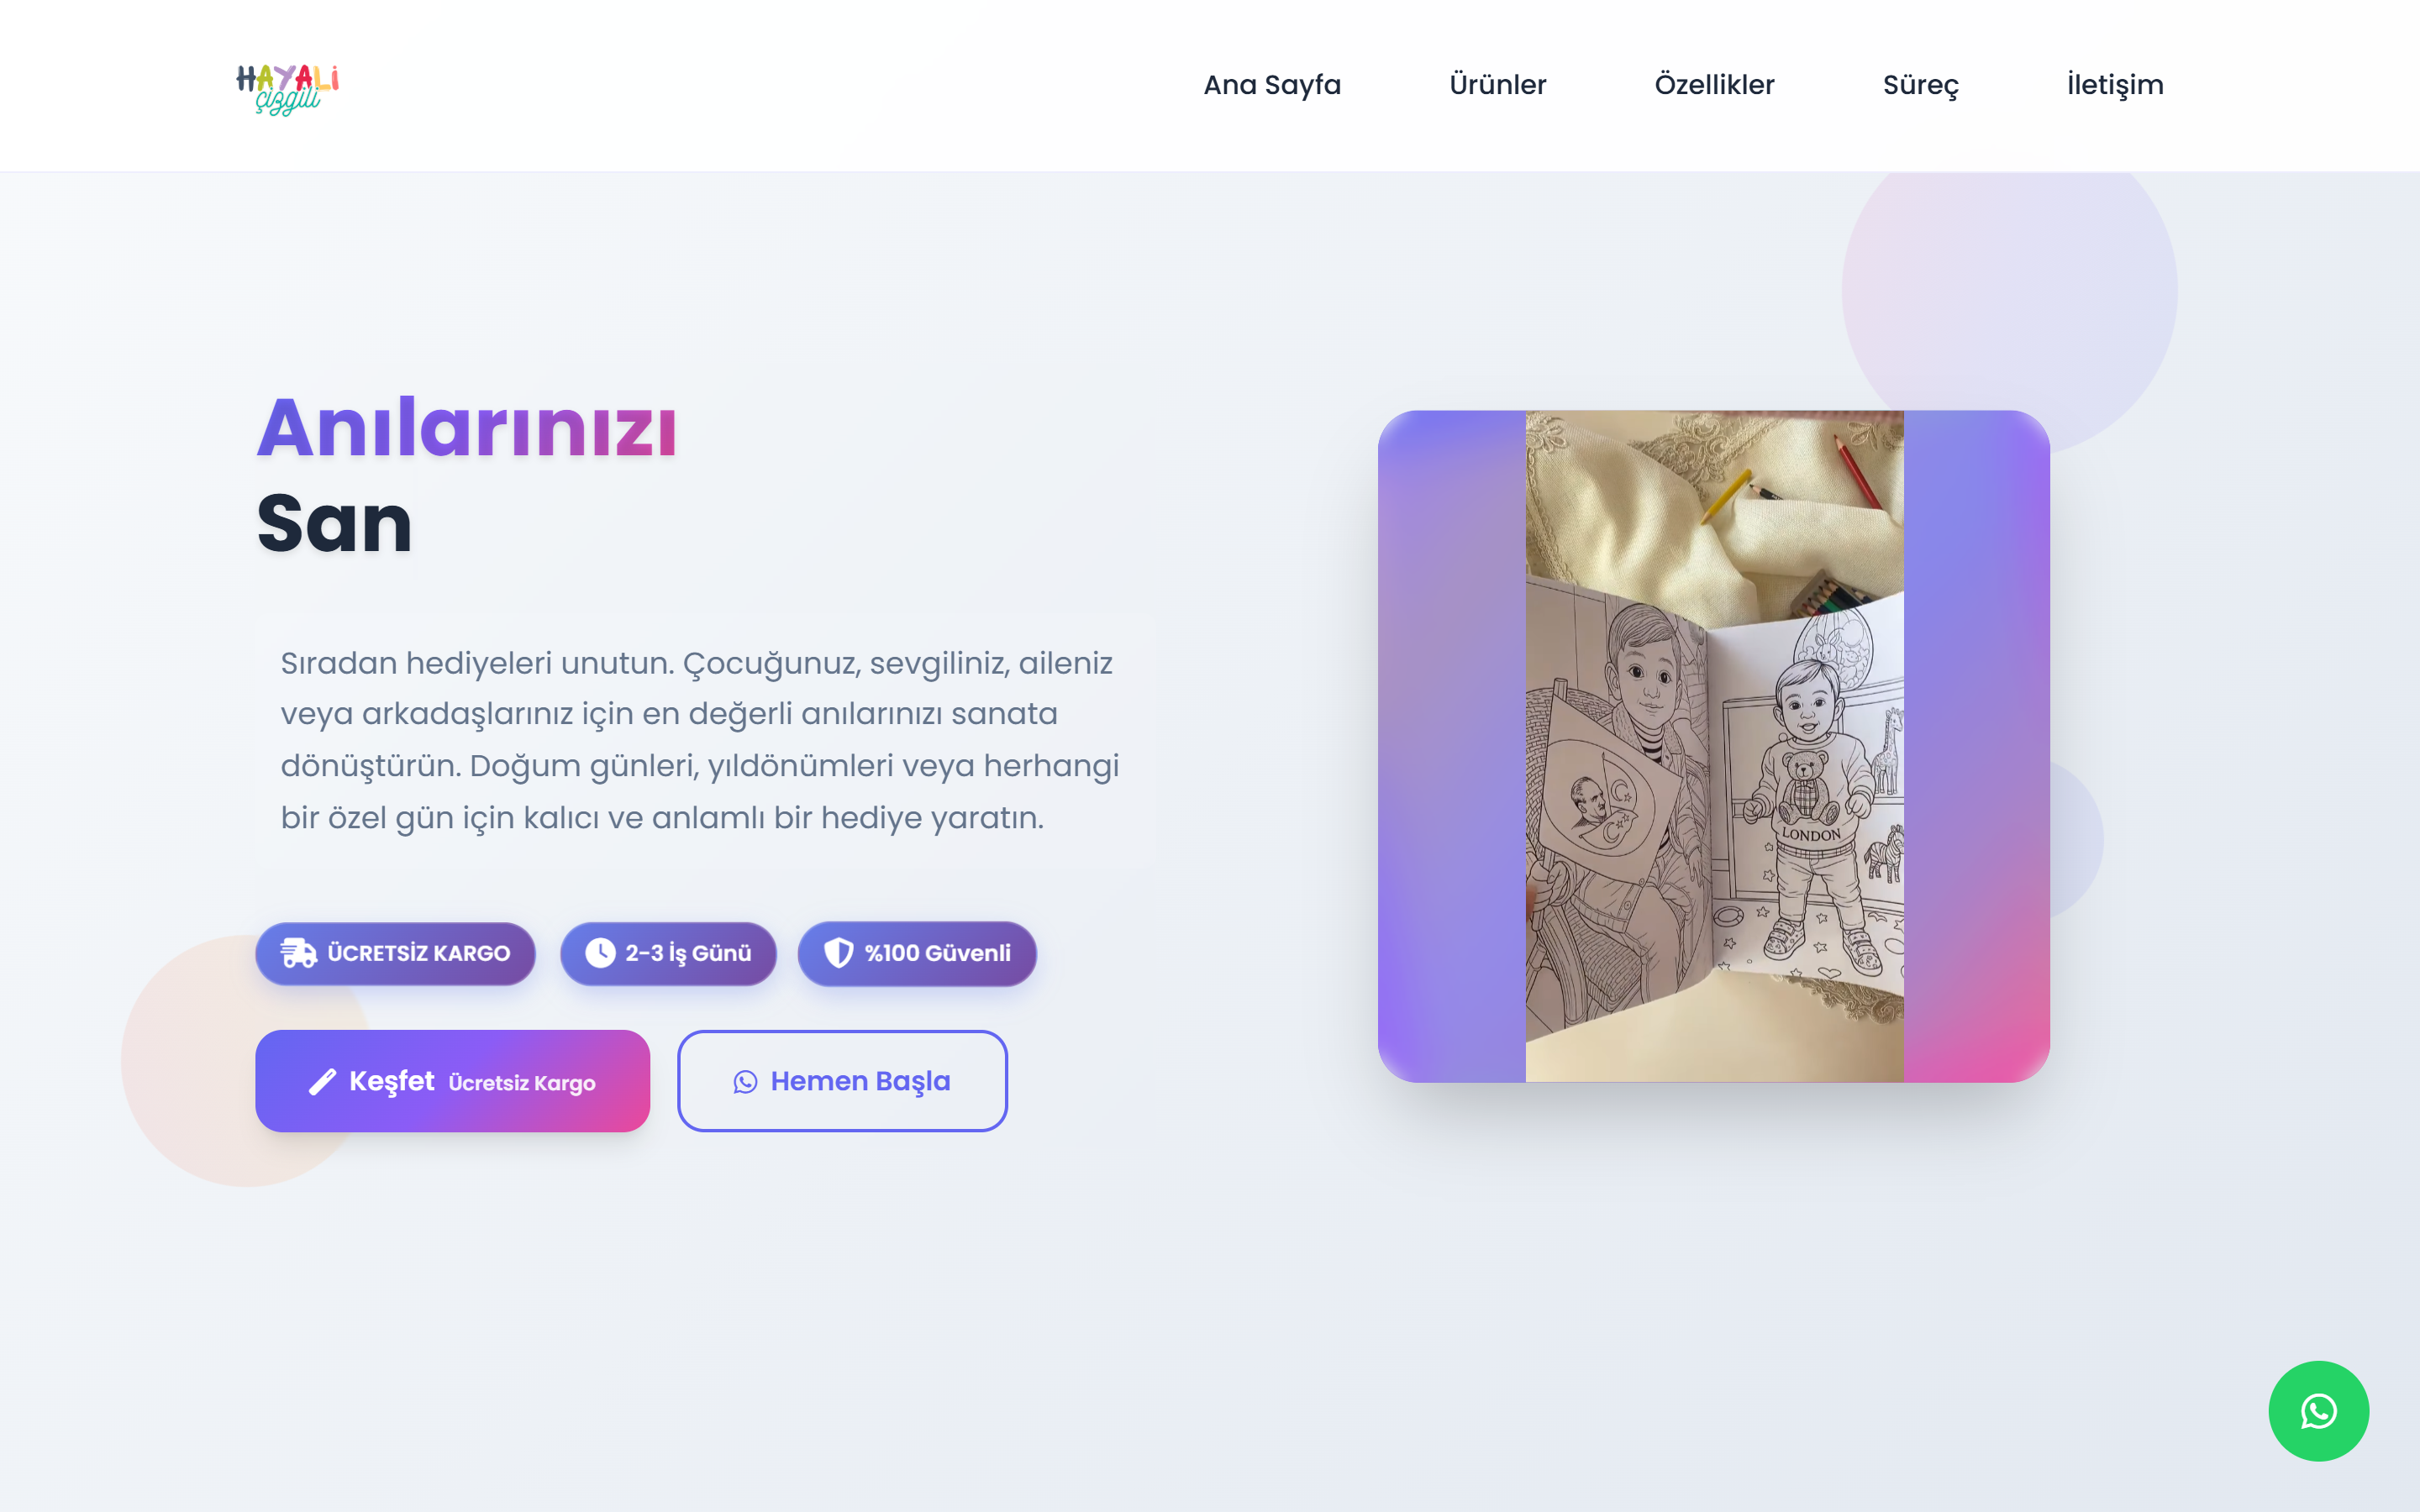 HAYALİ
çizgili
Ana Sayfa
Ürünler
Özellikler
Süreç
İletişim
Anılarınızı
San
Sıradan hediyeleri unutun. Çocuğunuz, sevgiliniz, aileniz
veya arkadaşlarınız için en değerli anılarınızı sanata
dönüştürün. Doğum günleri, yıldönümleri veya herhangi
bir özel gün için kalıcı ve anlamlı bir hediye yaratın.
ÜCRETSİZ KARGO
2-3 İş Günü
%100 Güvenli
Keşfet Ücretsiz Kargo
Hemen Başla
LONDON